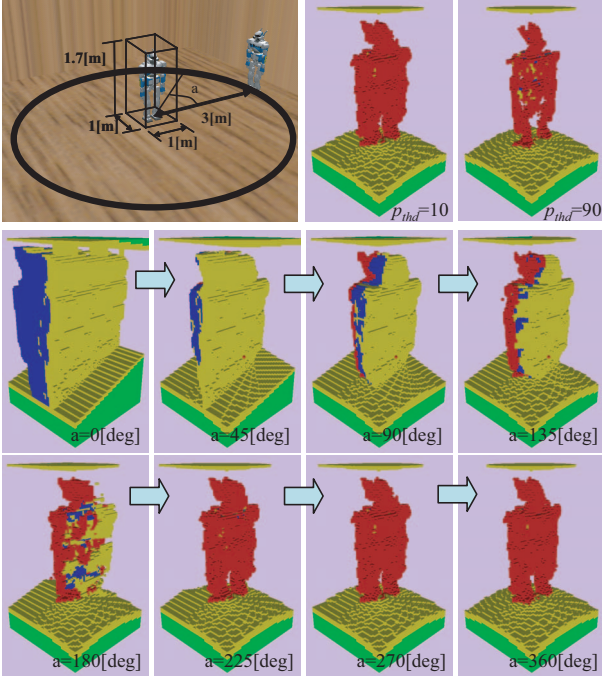 1.7[m]
a
3[m]
1[m]
1[m]
p_thd=10
p_thd=90
a=0[deg]
a=45[deg]
a=90[deg]
a=135[deg]
a=180[deg]
a=225[deg]
a=270[deg]
a=360[deg]